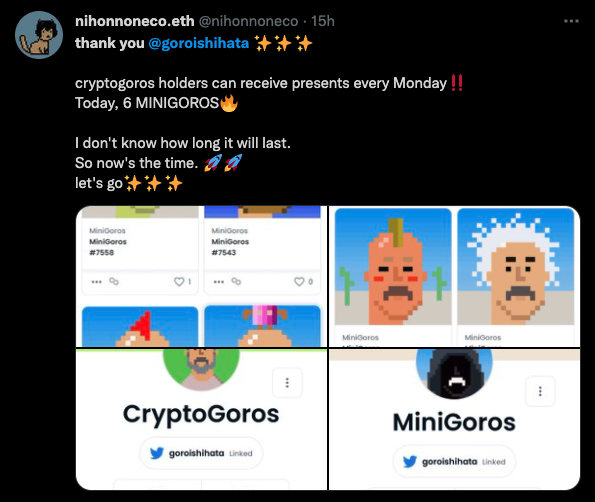 nihonnoneco.eth @nihonnoneco · 15h
thank you @goroishihata ✨✨✨
cryptogoros holders can receive presents every Monday‼️
Today, 6 MINIGOROS🔥
I don't know how long it will last.
So now's the time. 🚀🚀
let's go✨✨✨
MiniGoros
MiniGoros
#7558
1
MiniGoros
MiniGoros
#7543
0
MiniGoros
MiniGoros
CryptoGoros
goroishihata Linked
MiniGoros
goroishihata Linked